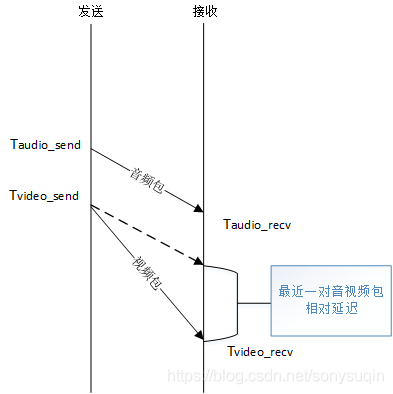 发送
接收
Taudio_send
音频包
Tvideo_send
Taudio_recv
视频包
最近一对音视频包
相对延迟
Tvideo_recv
https://blog.csdn.net/sonysuqin